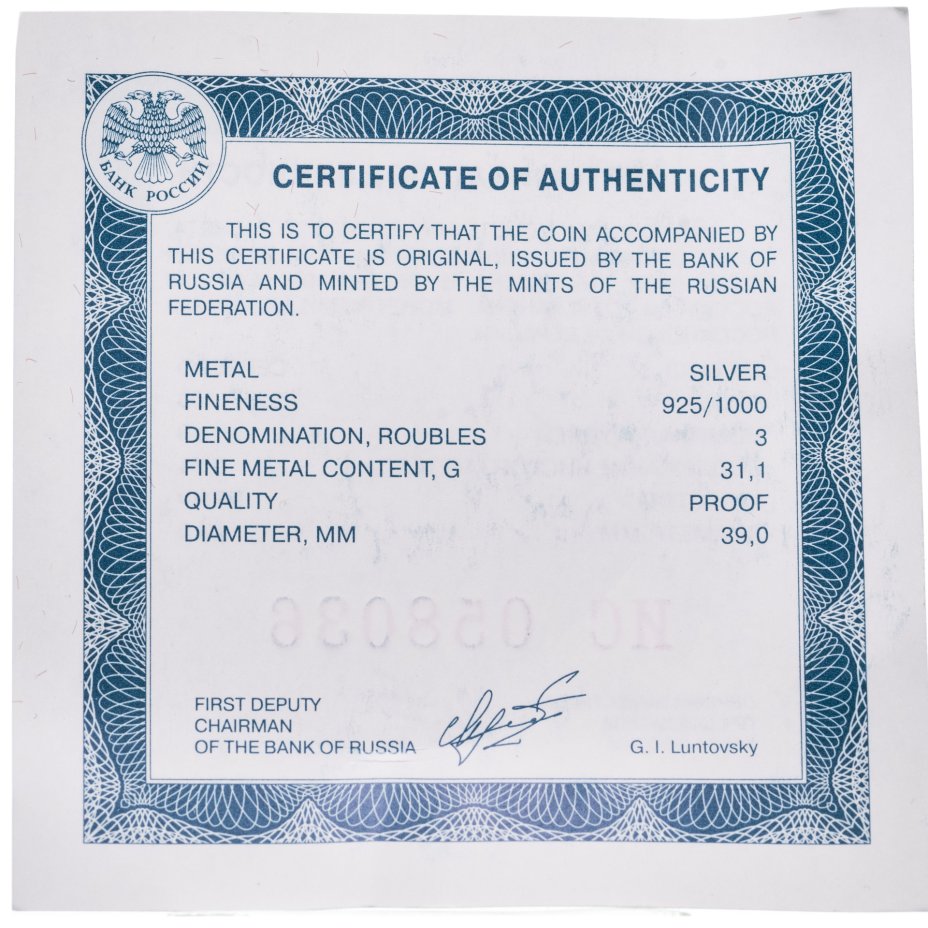 БАНК РОССИИ
CERTIFICATE OF AUTHENTICITY
THIS IS TO CERTIFY THAT THE COIN ACCOMPANIED BY
THIS CERTIFICATE IS ORIGINAL, ISSUED BY THE BANK OF
RUSSIA AND MINTED BY THE MINTS OF THE RUSSIAN
FEDERATION.
METAL SILVER
FINENESS 925/1000
DENOMINATION, ROUBLES 3
FINE METAL CONTENT, G 31,1
QUALITY PROOF
DIAMETER, MM 39,0
FIRST DEPUTY
CHAIRMAN
OF THE BANK OF RUSSIA G. I. Luntovsky